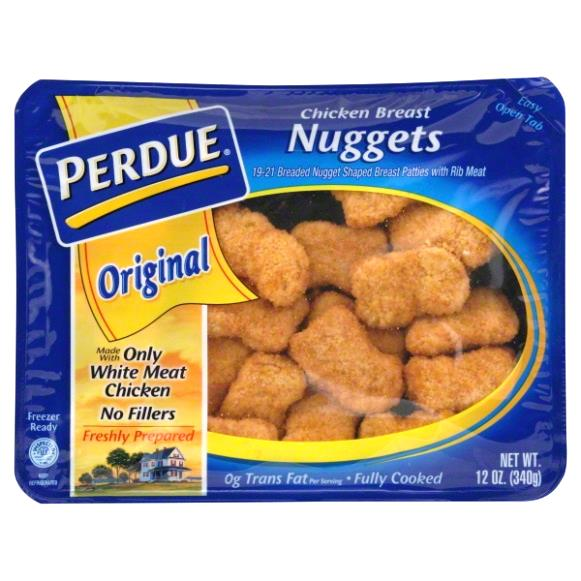 Chicken Breast
Nuggets
19-21 Breaded Nugget Shaped Breast Patties with Rib Meat
Easy
Open Tab
PERDUE®
Original
Made With Only
White Meat
Chicken
No Fillers
Freshly Prepared
Freezer
Ready
KEEP
REFRIGERATED
0g Trans Fat Per Serving • Fully Cooked
NET WT.
12 OZ. (340g)